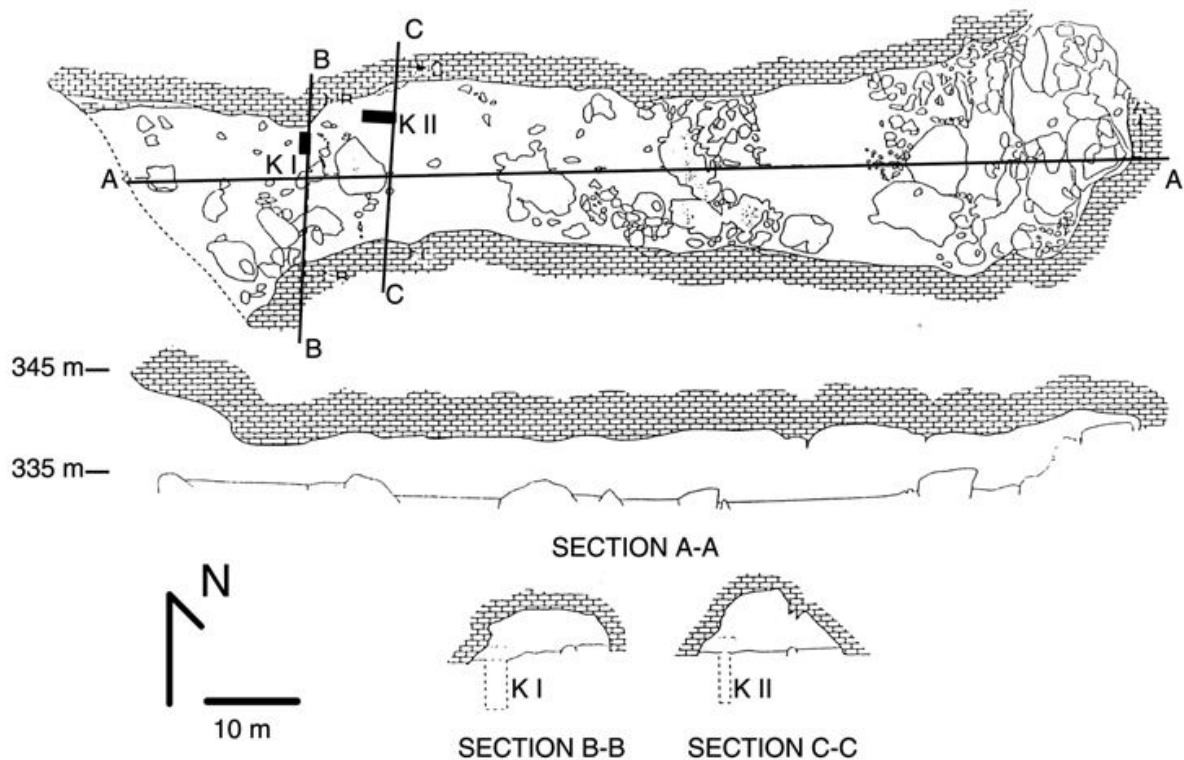 C
B
K II
K I
A
A
C
B
345 m
335 m
SECTION A-A
N
10 m
K I
K II
SECTION B-B
SECTION C-C